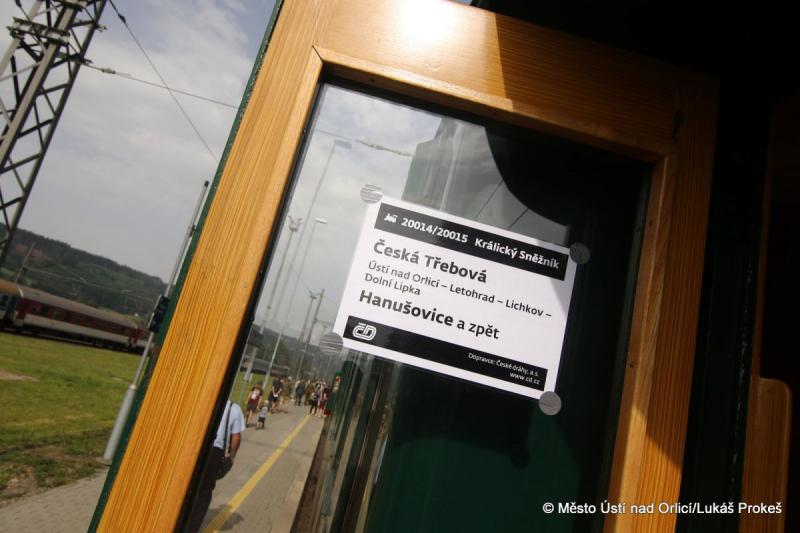 20014/20015 Králický Sněžník
Česká Třebová
Ústí nad Orlicí – Letohrad – Lichkov –
Dolní Lipka
Hanušovice a zpět
ČD
Dopravce: České dráhy, a.s.
www.cd.cz
© Město Ústí nad Orlicí/Lukáš Prokeš